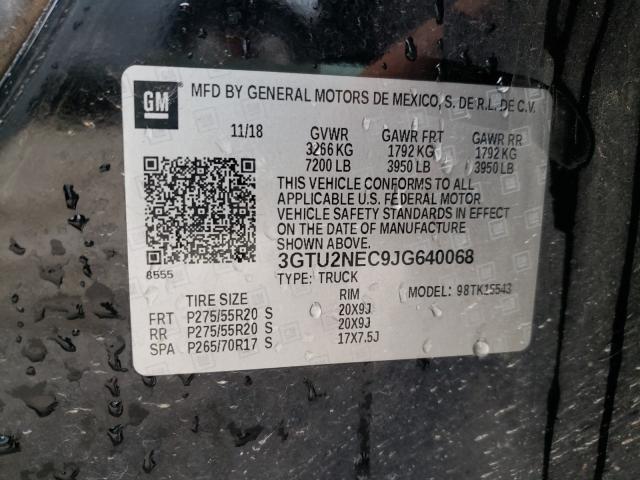 GM
MFD BY GENERAL MOTORS DE MEXICO, S. DE R.L. DE C.V.
11/18 GVWR GAWR FRT GAWR RR
3266 KG 1792 KG 1792 KG
7200 LB 3950 LB 3950 LB
THIS VEHICLE CONFORMS TO ALL
APPLICABLE U.S. FEDERAL MOTOR
VEHICLE SAFETY STANDARDS IN EFFECT
ON THE DATE OF MANUFACTURE
SHOWN ABOVE.
8555
3GTU2NEC9JG640068
TYPE: TRUCK
MODEL: 98TK15543
TIRE SIZE RIM
FRT P275/55R20 S 20X9J
RR P275/55R20 S 20X9J
SPA P265/70R17 S 17X7.5J